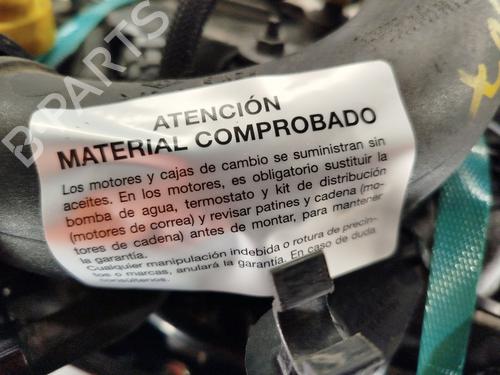 B PARTS
ATENCIÓN
MATERIAL COMPROBADO
Los motores y cajas de cambio se suministran sin
aceites. En los motores, es obligatorio sustituir la
bomba de agua, termostato y kit de distribución
(motores de correa) y revisar patines y cadena (mo-
tores de cadena) antes de montar, para mantener
la garantía.
Cualquier manipulación indebida o rotura de precin-
tos o marcas, anulará la garantía. En caso de duda
consúltenos.